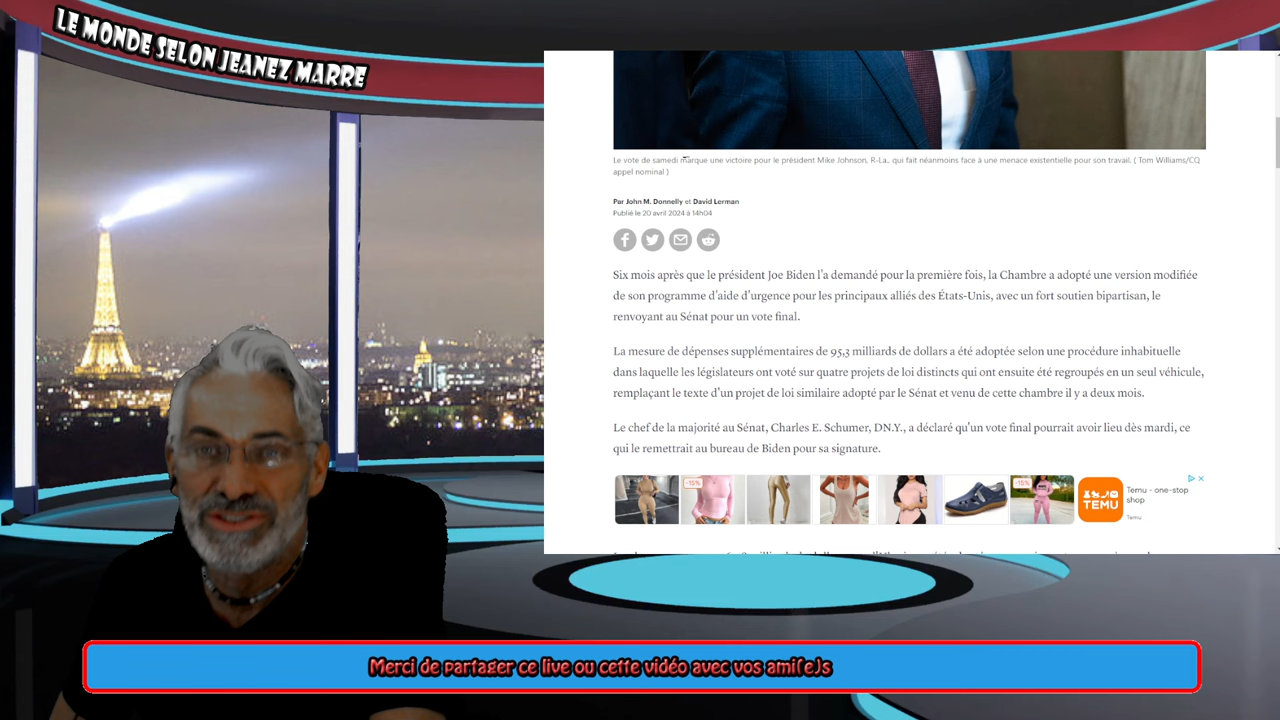 LE MONDE SELON JEANEZ MARRE
Le vote de samedi marque une victoire pour le président Mike Johnson, R-La., qui fait néanmoins face à une menace existentielle pour son travail. ( Tom Williams/CQ
appel nominal )
Par John M. Donnelly et David Lerman
Publié le 20 avril 2024 à 14h04
Six mois après que le président Joe Biden l'a demandé pour la première fois, la Chambre a adopté une version modifiée
de son programme d'aide d'urgence pour les principaux alliés des États-Unis, avec un fort soutien bipartisan, le
renvoyant au Sénat pour un vote final.
La mesure de dépenses supplémentaires de 95,3 milliards de dollars a été adoptée selon une procédure inhabituelle
dans laquelle les législateurs ont voté sur quatre projets de loi distincts qui ont ensuite été regroupés en un seul véhicule,
remplaçant le texte d'un projet de loi similaire adopté par le Sénat et venu de cette chambre il y a deux mois.
Le chef de la majorité au Sénat, Charles E. Schumer, DN.Y., a déclaré qu'un vote final pourrait avoir lieu dès mardi, ce
qui le remettrait au bureau de Biden pour sa signature.
-15%
-15%
TEMU
Temu - one-stop
shop
Temu
Merci de partager ce live ou cette vidéo avec vos ami(e)s